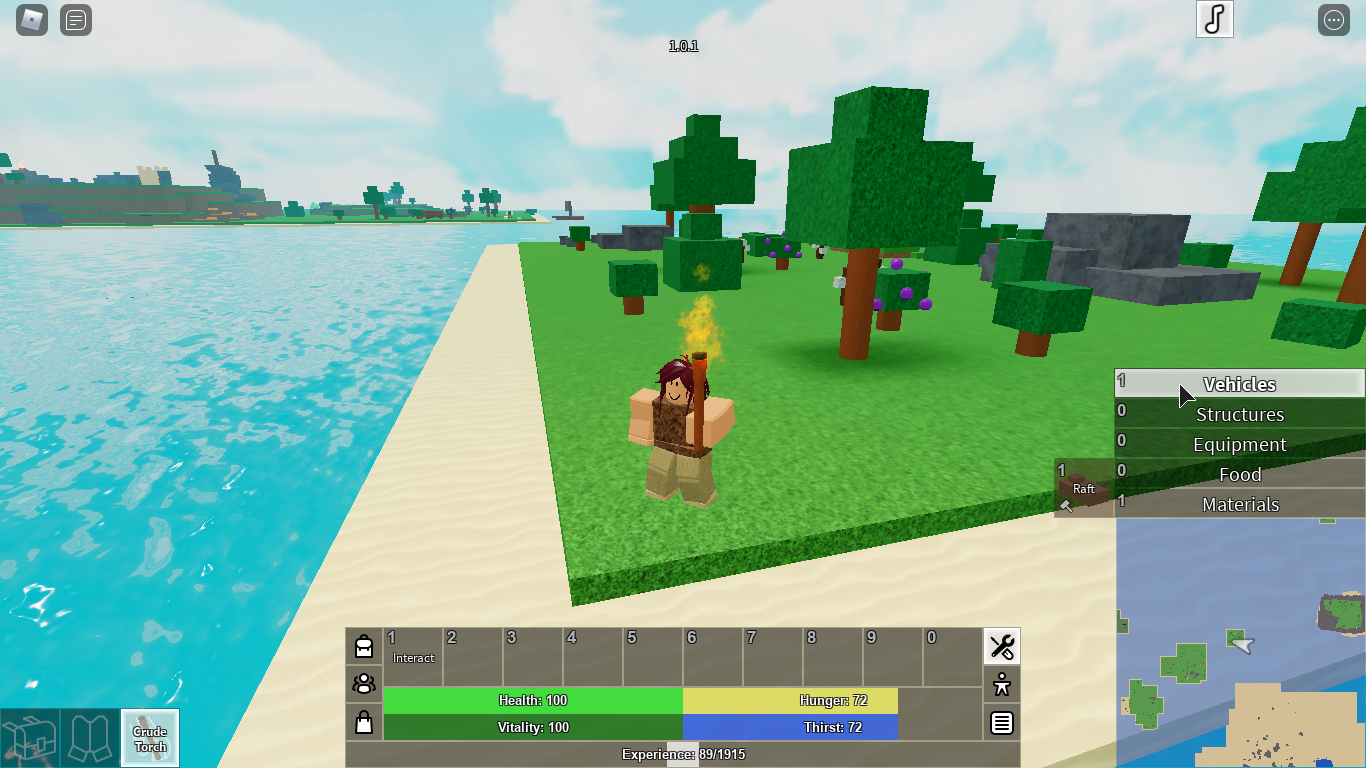 1.0.1
1 Vehicles
0 Structures
0 Equipment
0 Food
1 Materials
1
Raft
1 2 3 4 5 6 7 8 9 0
Interact
Health: 100 Hunger: 72
Vitality: 100 Thirst: 72
Experience: 89/1915
Crude
Torch